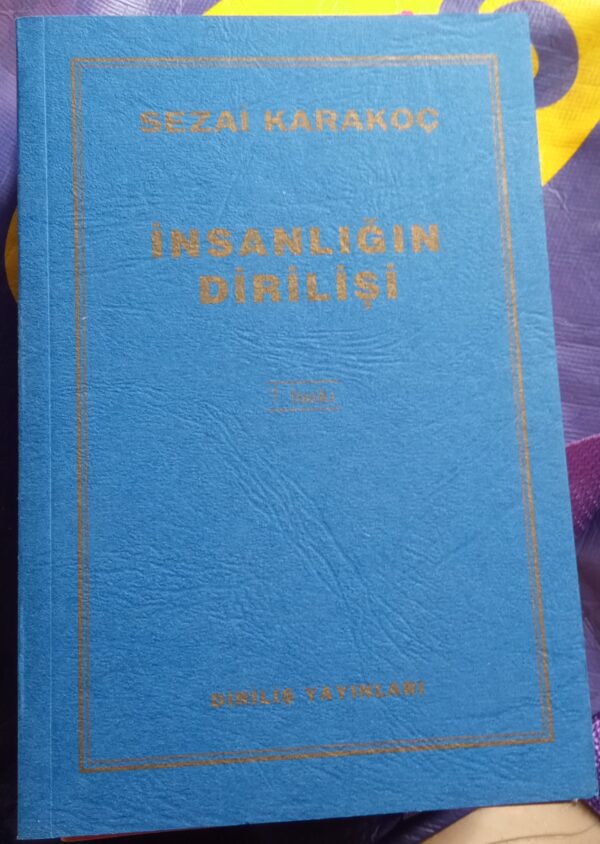 SEZAİ KARAKOÇ
İNSANLIĞIN
DİRİLİŞİ
7. baskı
DİRİLİŞ YAYINLARI